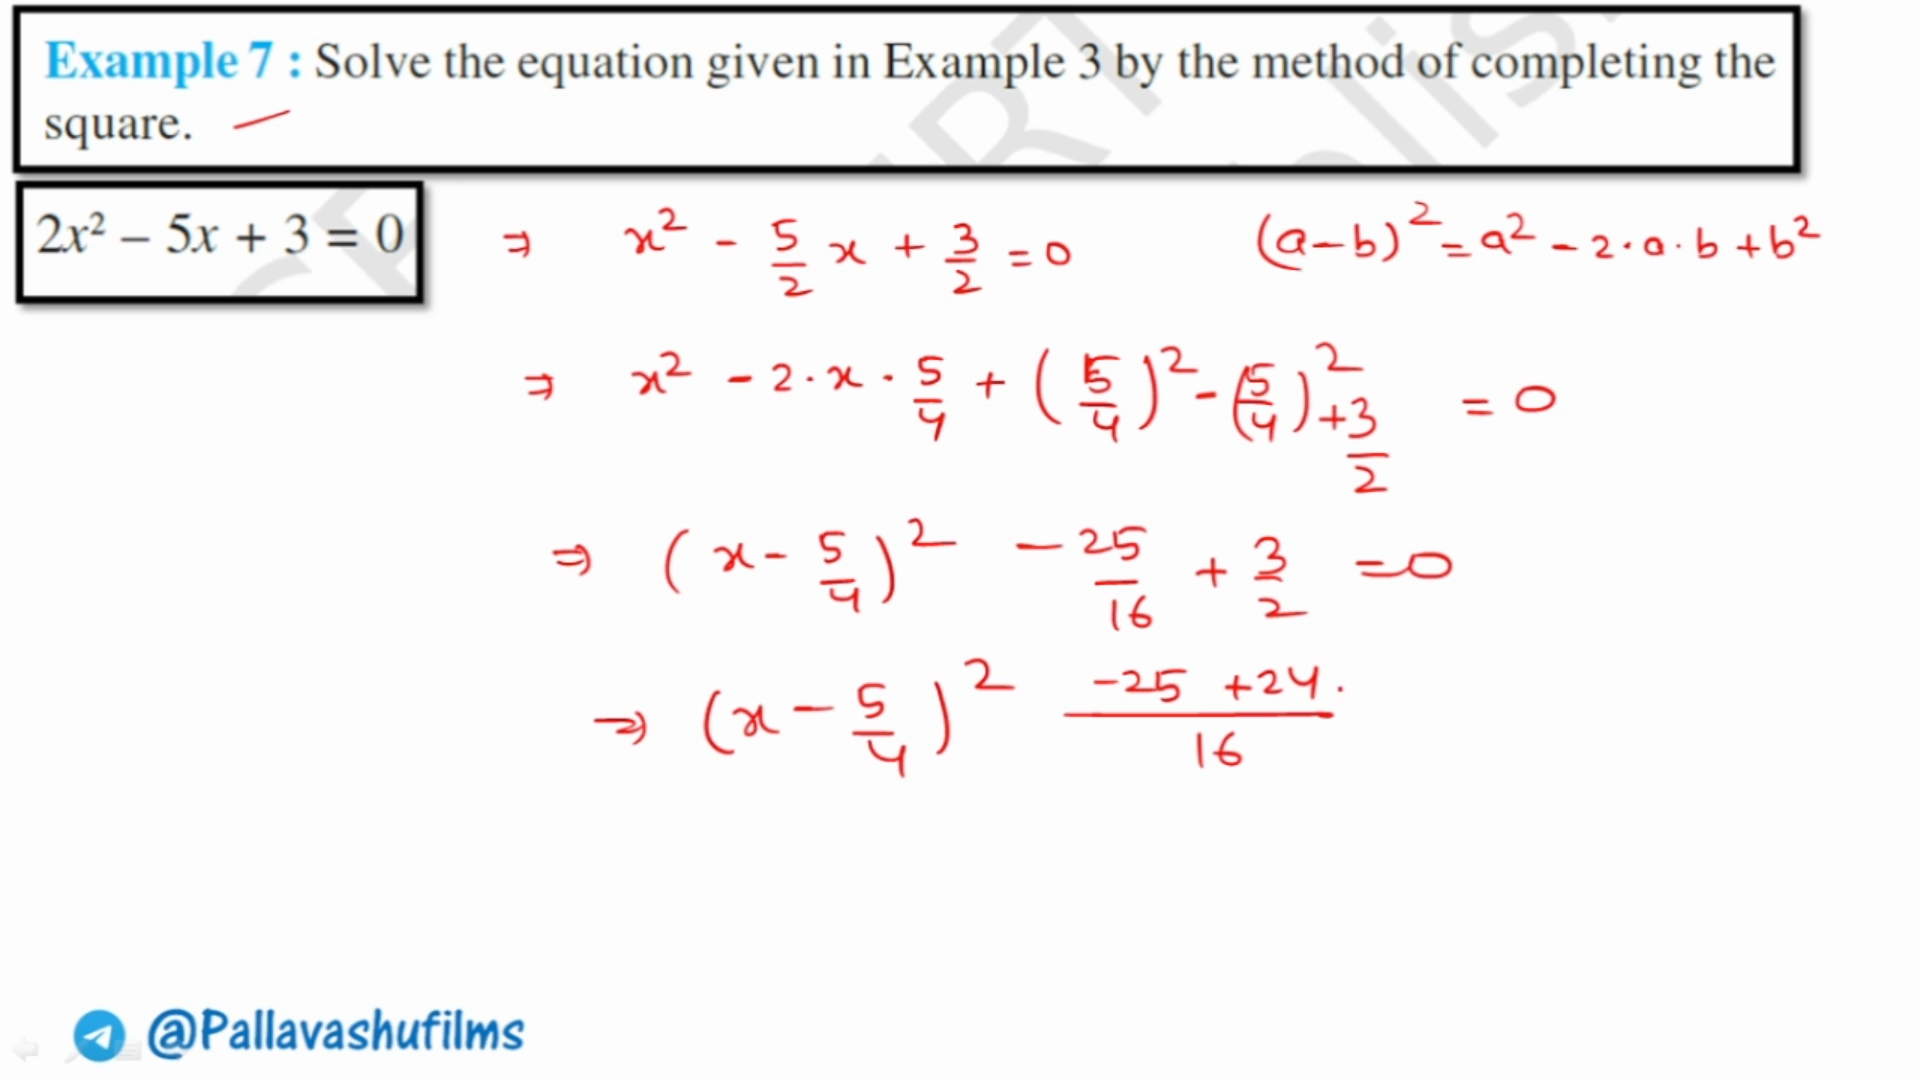 Example 7 : Solve the equation given in Example 3 by the method of completing the
square.
2x² – 5x + 3 = 0
⇒ x² - 5/2 x + 3/2 = 0
(a-b)² = a² - 2·a·b + b²
⇒ x² - 2·x·5/4 + (5/4)² - (5/4)² + 3/2 = 0
⇒ (x - 5/4)² - 25/16 + 3/2 = 0
⇒ (x - 5/4)² -25 +24./16
@Pallavashufilms